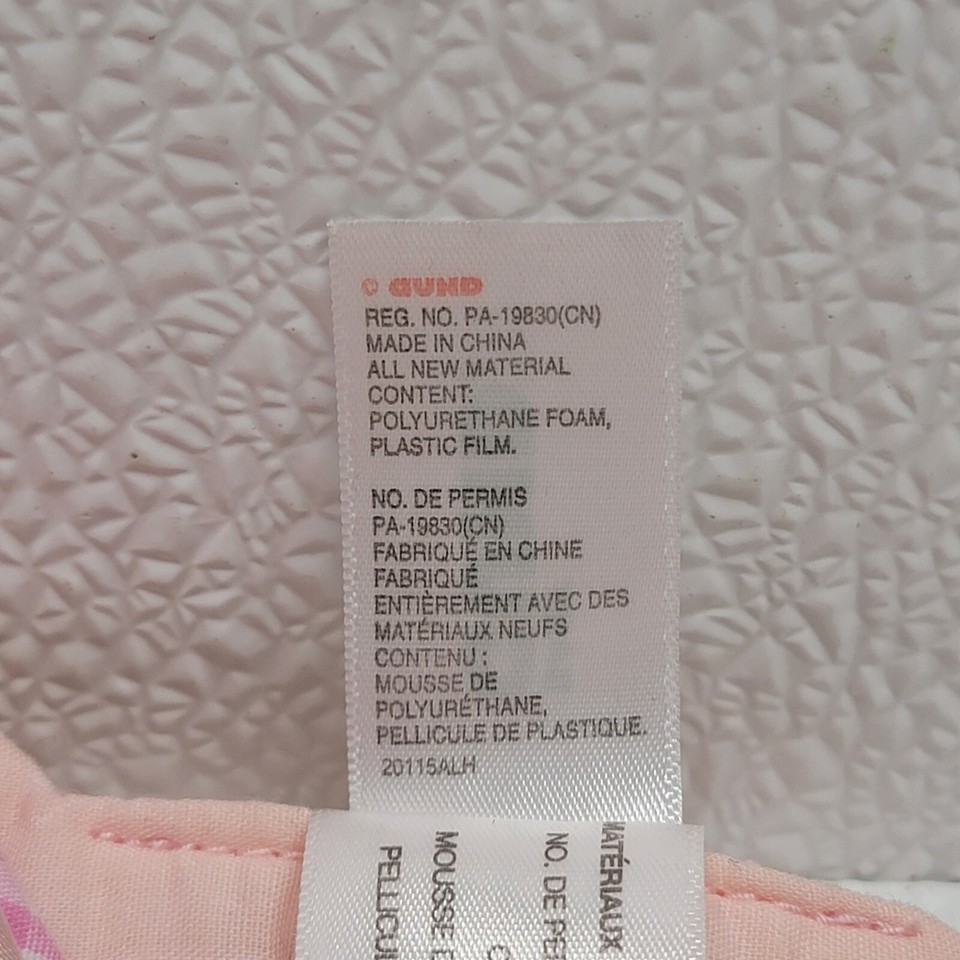 © GUND
REG. NO. PA-19830(CN)
MADE IN CHINA
ALL NEW MATERIAL
CONTENT:
POLYURETHANE FOAM,
PLASTIC FILM.
NO. DE PERMIS
PA-19830(CN)
FABRIQUÉ EN CHINE
FABRIQUÉ
ENTIÈREMENT AVEC DES
MATÉRIAUX NEUFS
CONTENU :
MOUSSE DE
POLYURÉTHANE,
PELLICULE DE PLASTIQUE.
20115ALH
MATÉRIAUX
NO. DE PE
MOUSSE
PELLICU